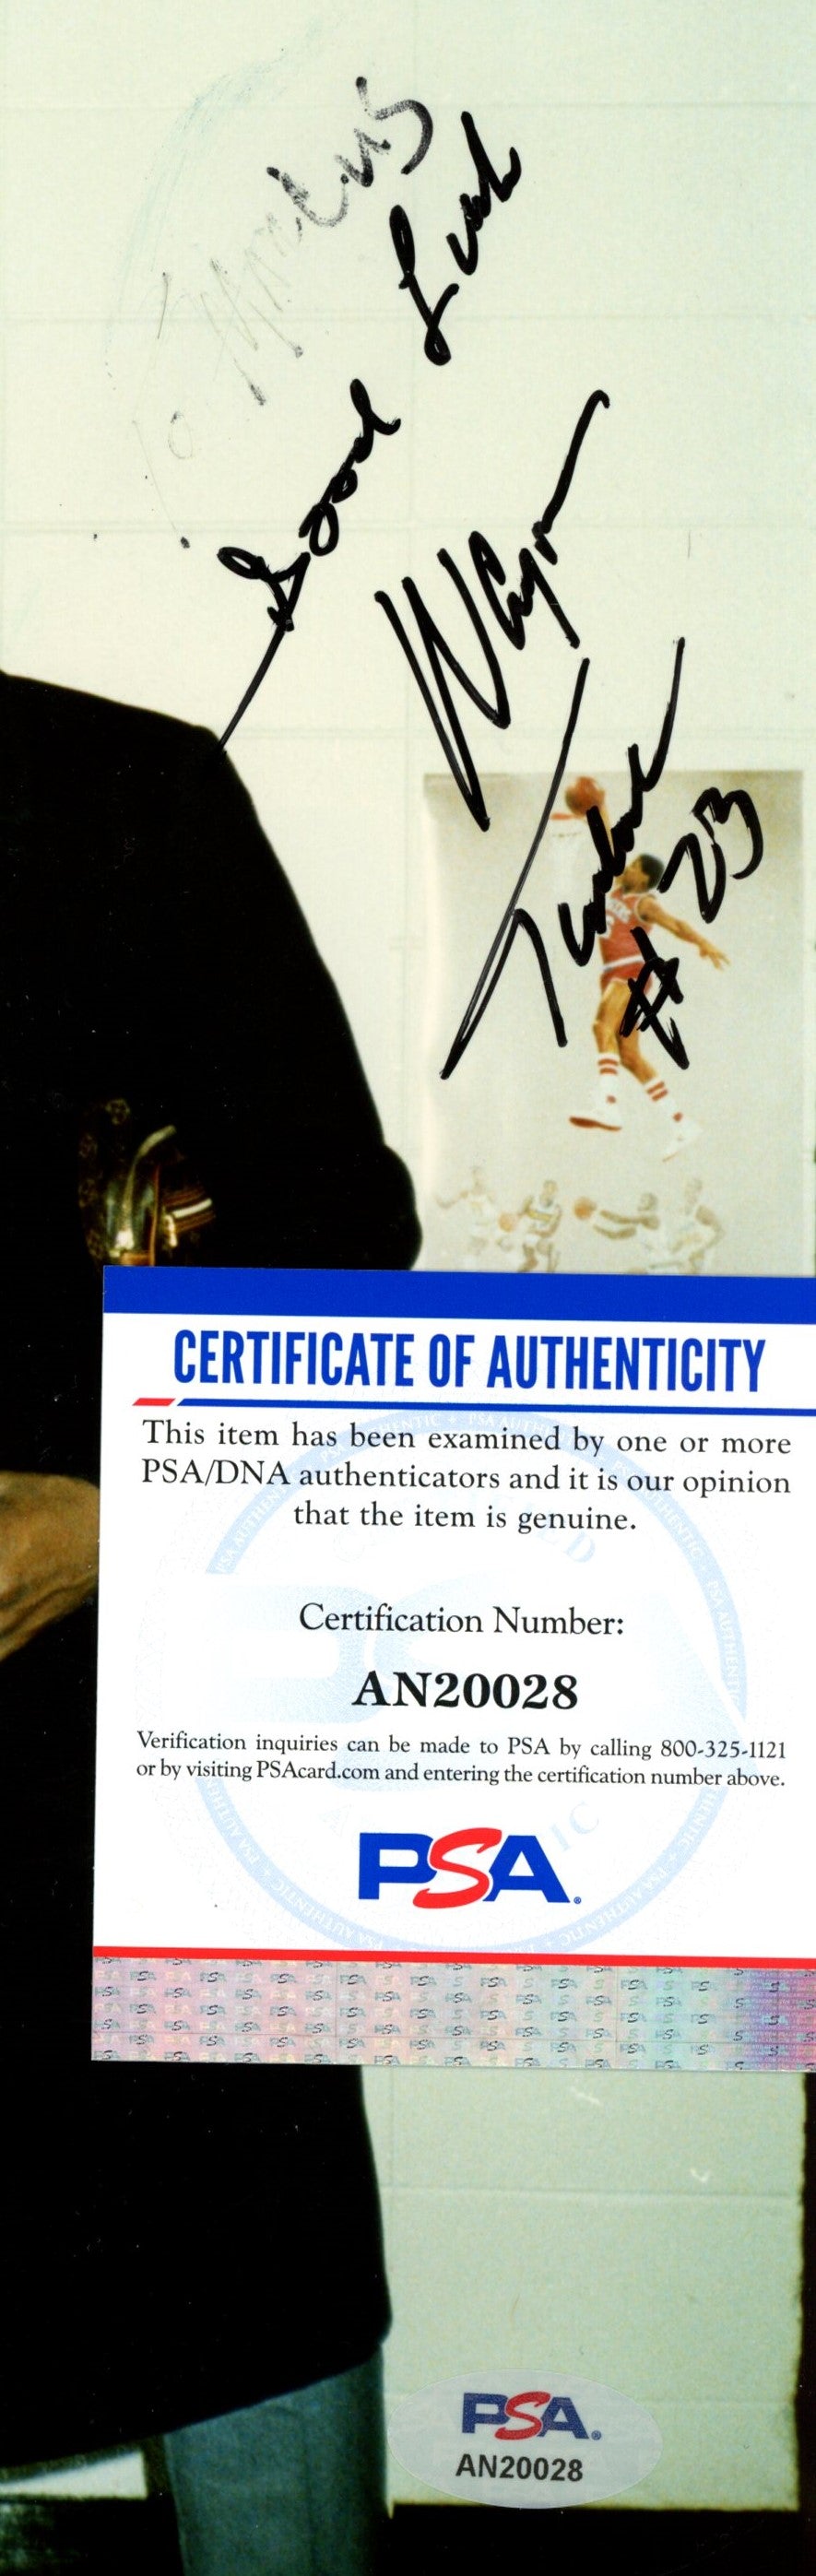 To
Good Luck
# 23
CERTIFICATE OF AUTHENTICITY
This item has been examined by one or more
PSA/DNA authenticators and it is our opinion
that the item is genuine.
Certification Number:
AN20028
Verification inquiries can be made to PSA by calling 800-325-1121
or by visiting PSAcard.com and entering the certification number above.
PSA
PSA
AN20028